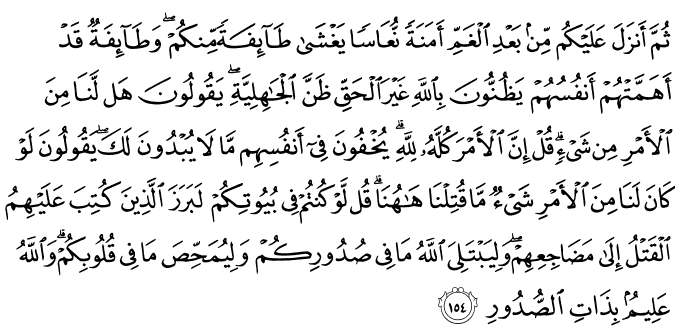 ثُمَّ أَنزَلَ عَلَيْكُم مِّنۢ بَعْدِ ٱلْغَمِّ أَمَنَةً نُّعَاسًا يَغْشَىٰ طَآئِفَةً مِّنكُمْ ۖ وَطَآئِفَةٌ قَدْ
أَهَمَّتْهُمْ أَنفُسُهُمْ يَظُنُّونَ بِٱللَّهِ غَيْرَ ٱلْحَقِّ ظَنَّ ٱلْجَـٰهِلِيَّةِ ۖ يَقُولُونَ هَل لَّنَا مِنَ
ٱلْأَمْرِ مِن شَىْءٍ ۗ قُلْ إِنَّ ٱلْأَمْرَ كُلَّهُۥ لِلَّهِ ۗ يُخْفُونَ فِىٓ أَنفُسِهِم مَّا لَا يُبْدُونَ لَكَ ۖ يَقُولُونَ لَوْ
كَانَ لَنَا مِنَ ٱلْأَمْرِ شَىْءٌ مَّا قُتِلْنَا هَـٰهُنَا ۗ قُل لَّوْ كُنتُمْ فِى بُيُوتِكُمْ لَبَرَزَ ٱلَّذِينَ كُتِبَ عَلَيْهِمُ
ٱلْقَتْلُ إِلَىٰ مَضَاجِعِهِمْ ۖ وَلِيَبْتَلِىَ ٱللَّهُ مَا فِى صُدُورِكُمْ وَلِيُمَحِّصَ مَا فِى قُلُوبِكُمْ ۗ وَٱللَّهُ
عَلِيمٌۢ بِذَاتِ ٱلصُّدُورِ ١٥٤